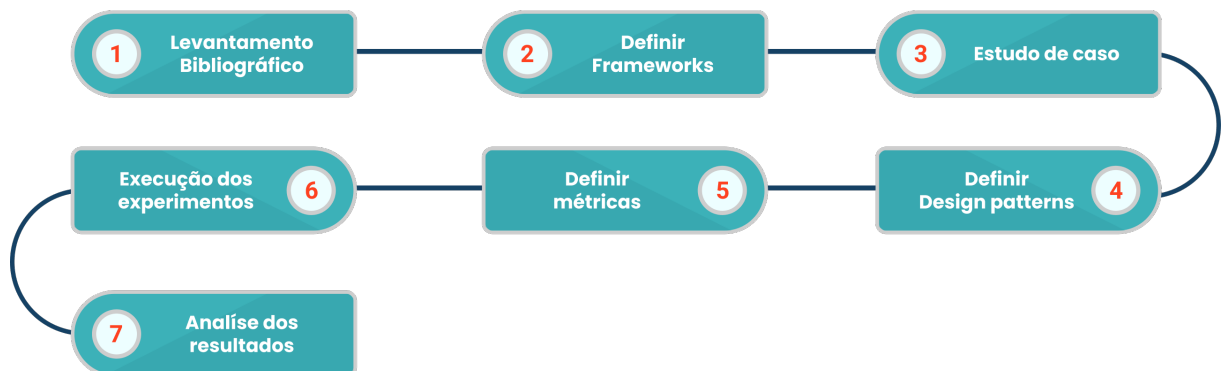 1
Levantamento
Bibliográfico
2
Definir
Frameworks
3
Estudo de caso
4
Definir
Design patterns
5
Definir
métricas
6
Execução dos
experimentos
7
Analíse dos
resultados